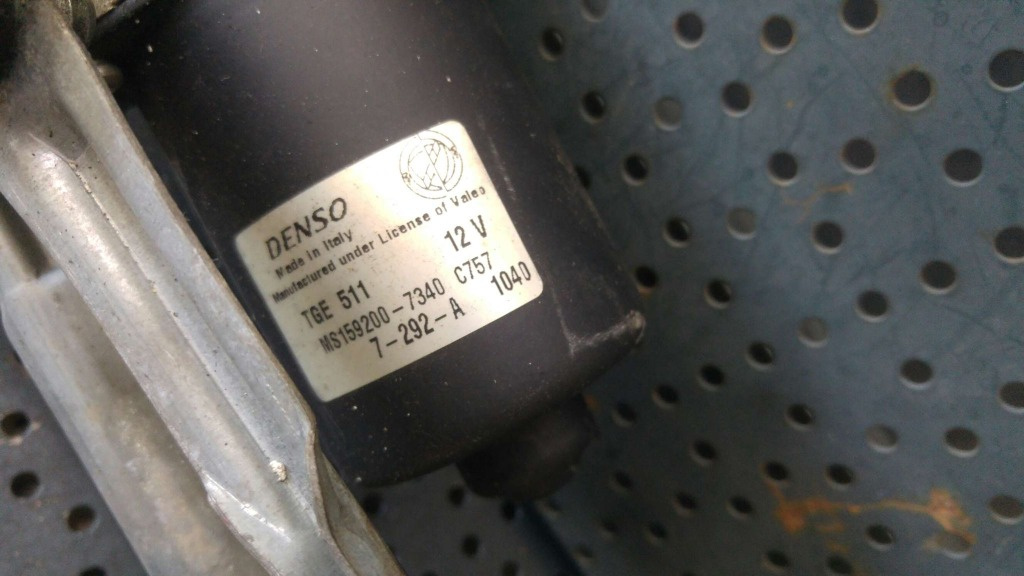 DENSO
Made in Italy
Manufactured under License of Valeo
TGE 511 12 V
MS159200-7340 C757
7-292-A 1040